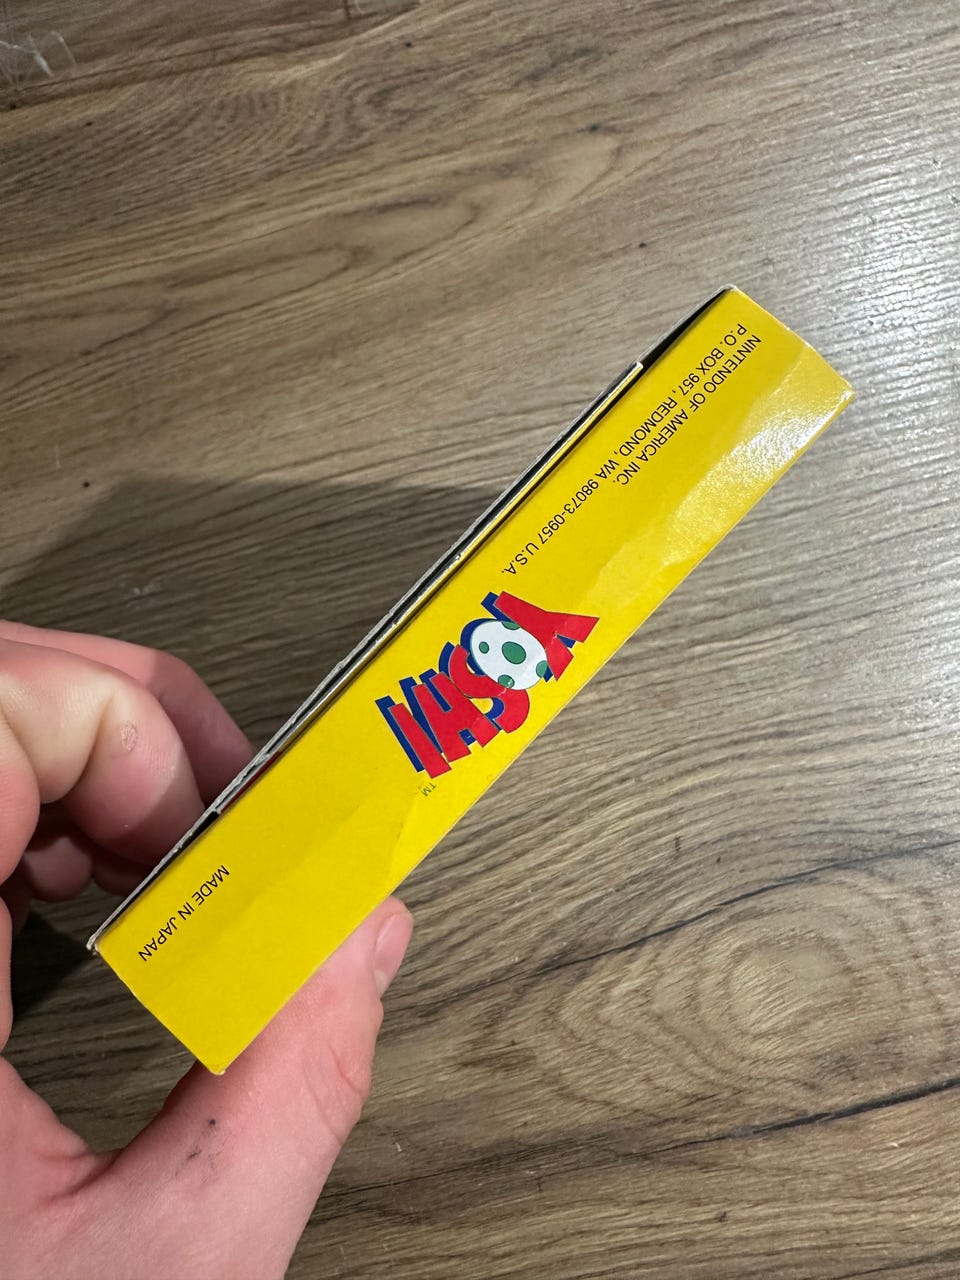 NINTENDO OF AMERICA INC.
P.O. BOX 957, REDMOND, WA 98073-0957 U.S.A.
YOSHI
TM
MADE IN JAPAN